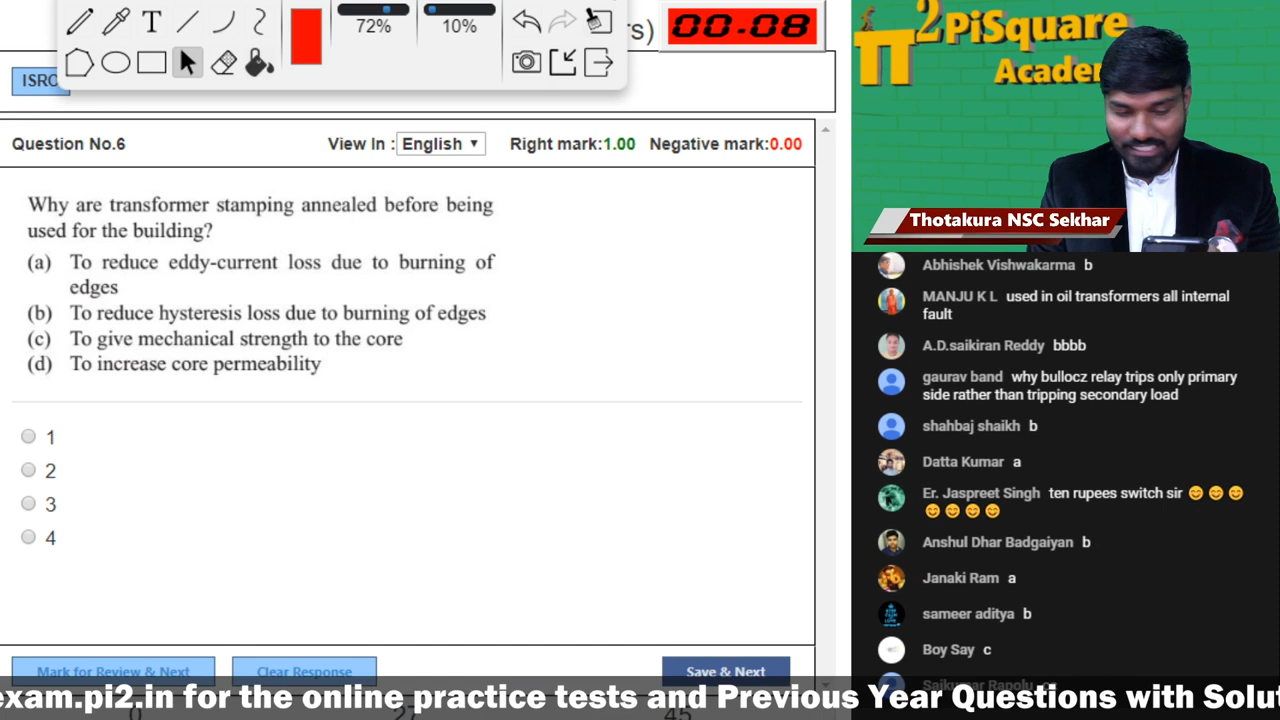 72%
10%
rs)
00:08
ISRO
Question No.6
View In :
English
Right mark:1.00
Negative mark:0.00
Why are transformer stamping annealed before being
used for the building?
(a) To reduce eddy-current loss due to burning of
edges
(b) To reduce hysteresis loss due to burning of edges
(c) To give mechanical strength to the core
(d) To increase core permeability
1
2
3
4
Mark for Review & Next
Clear Response
Save & Next
π2 PiSquare
Academ
Thotakura NSC Sekhar
Abhishek Vishwakarma b
MANJU K L used in oil transformers all internal
fault
A.D.saikiran Reddy bbbb
gaurav band why bullocz relay trips only primary
side rather than tripping secondary load
shahbaj shaikh b
Datta Kumar a
Er. Jaspreet Singh ten rupees switch sir 😊 😊 😊
😊 😊 😊 😊
Anshul Dhar Badgaiyan b
Janaki Ram a
sameer aditya b
Boy Say c
Saikumar Rapolu
exam.pi2.in for the online practice tests and Previous Year Questions with Solut